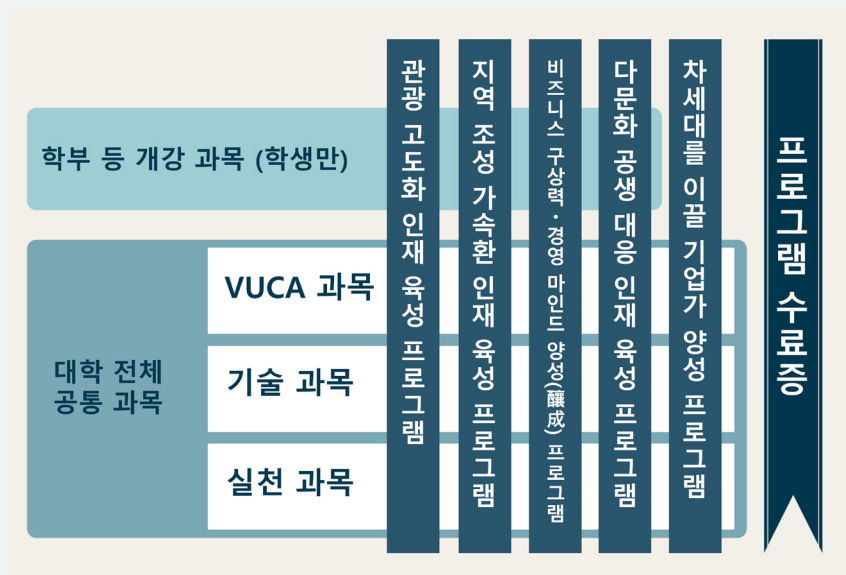 학부 등 개강 과목 (학생만)
대학 전체
공통 과목
VUCA 과목
기술 과목
실천 과목
관광 고도화 인재 육성 프로그램
지역 조성 가속환 인재 육성 프로그램
비즈니스 구상력・경영 마인드 양성(釀成) 프로그램
다문화 공생 대응 인재 육성 프로그램
차세대를 이끌 기업가 양성 프로그램
프로그램 수료증